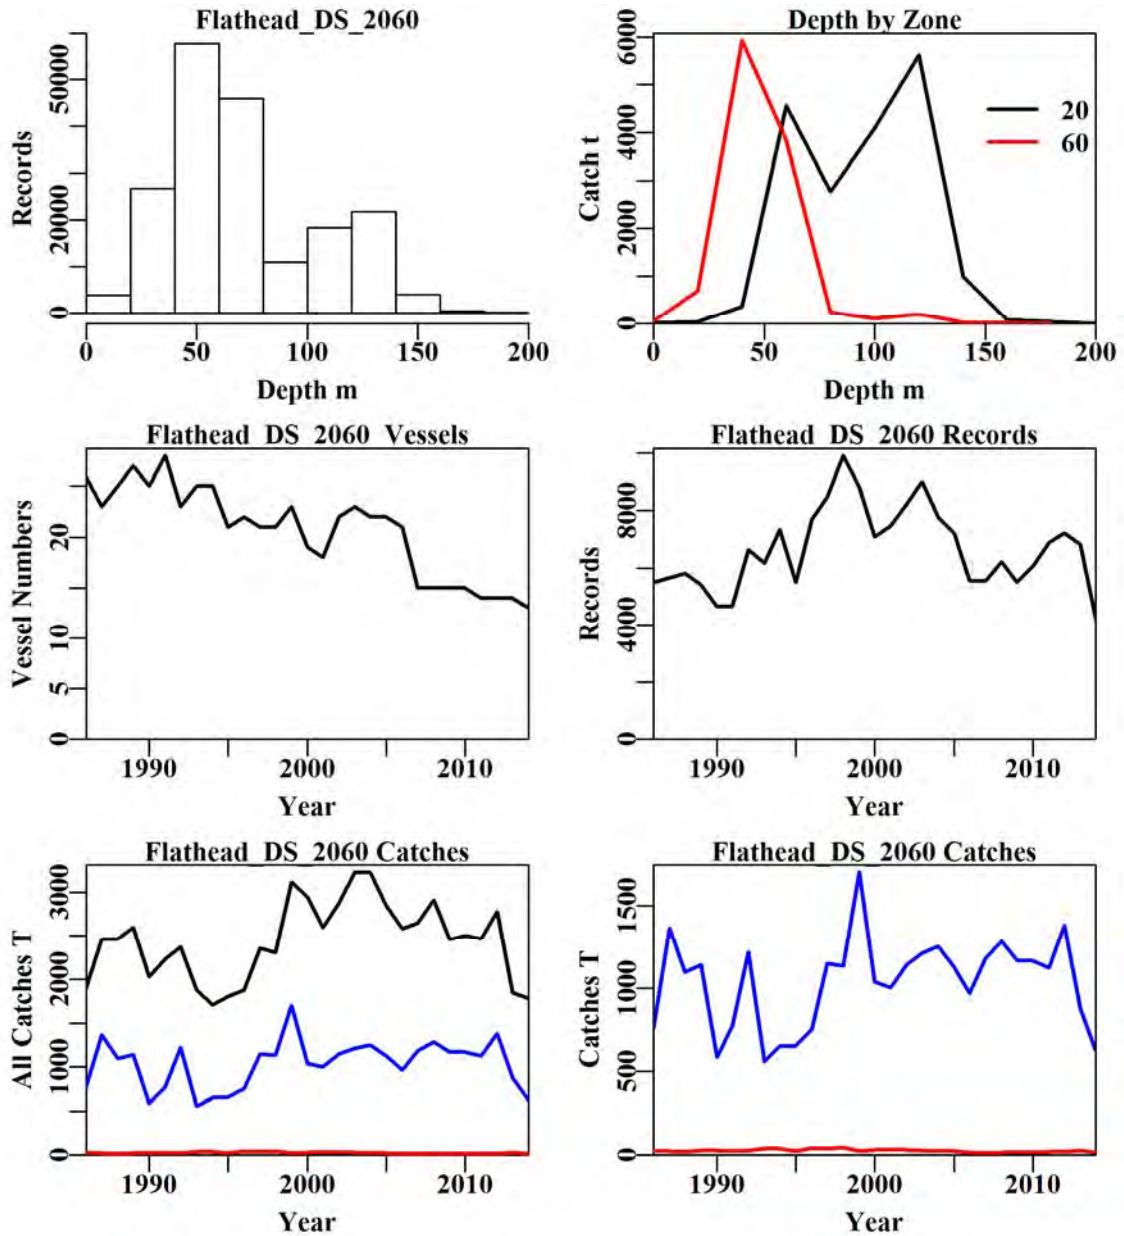 Flathead_DS_2060
Records
0 20000 50000
0 50 100 150 200
Depth m
Depth by Zone
Catch t
0 2000 4000 6000
20
60
0 50 100 150 200
Depth m
Flathead_DS_2060_Vessels
Vessel Numbers
0 5 10 20
1990 2000 2010
Year
Flathead_DS_2060 Records
Records
0 4000 8000
1990 2000 2010
Year
Flathead_DS_2060 Catches
All Catches T
0 1000 2000 3000
1990 2000 2010
Year
Flathead_DS_2060 Catches
Catches T
0 500 1000 1500
1990 2000 2010
Year